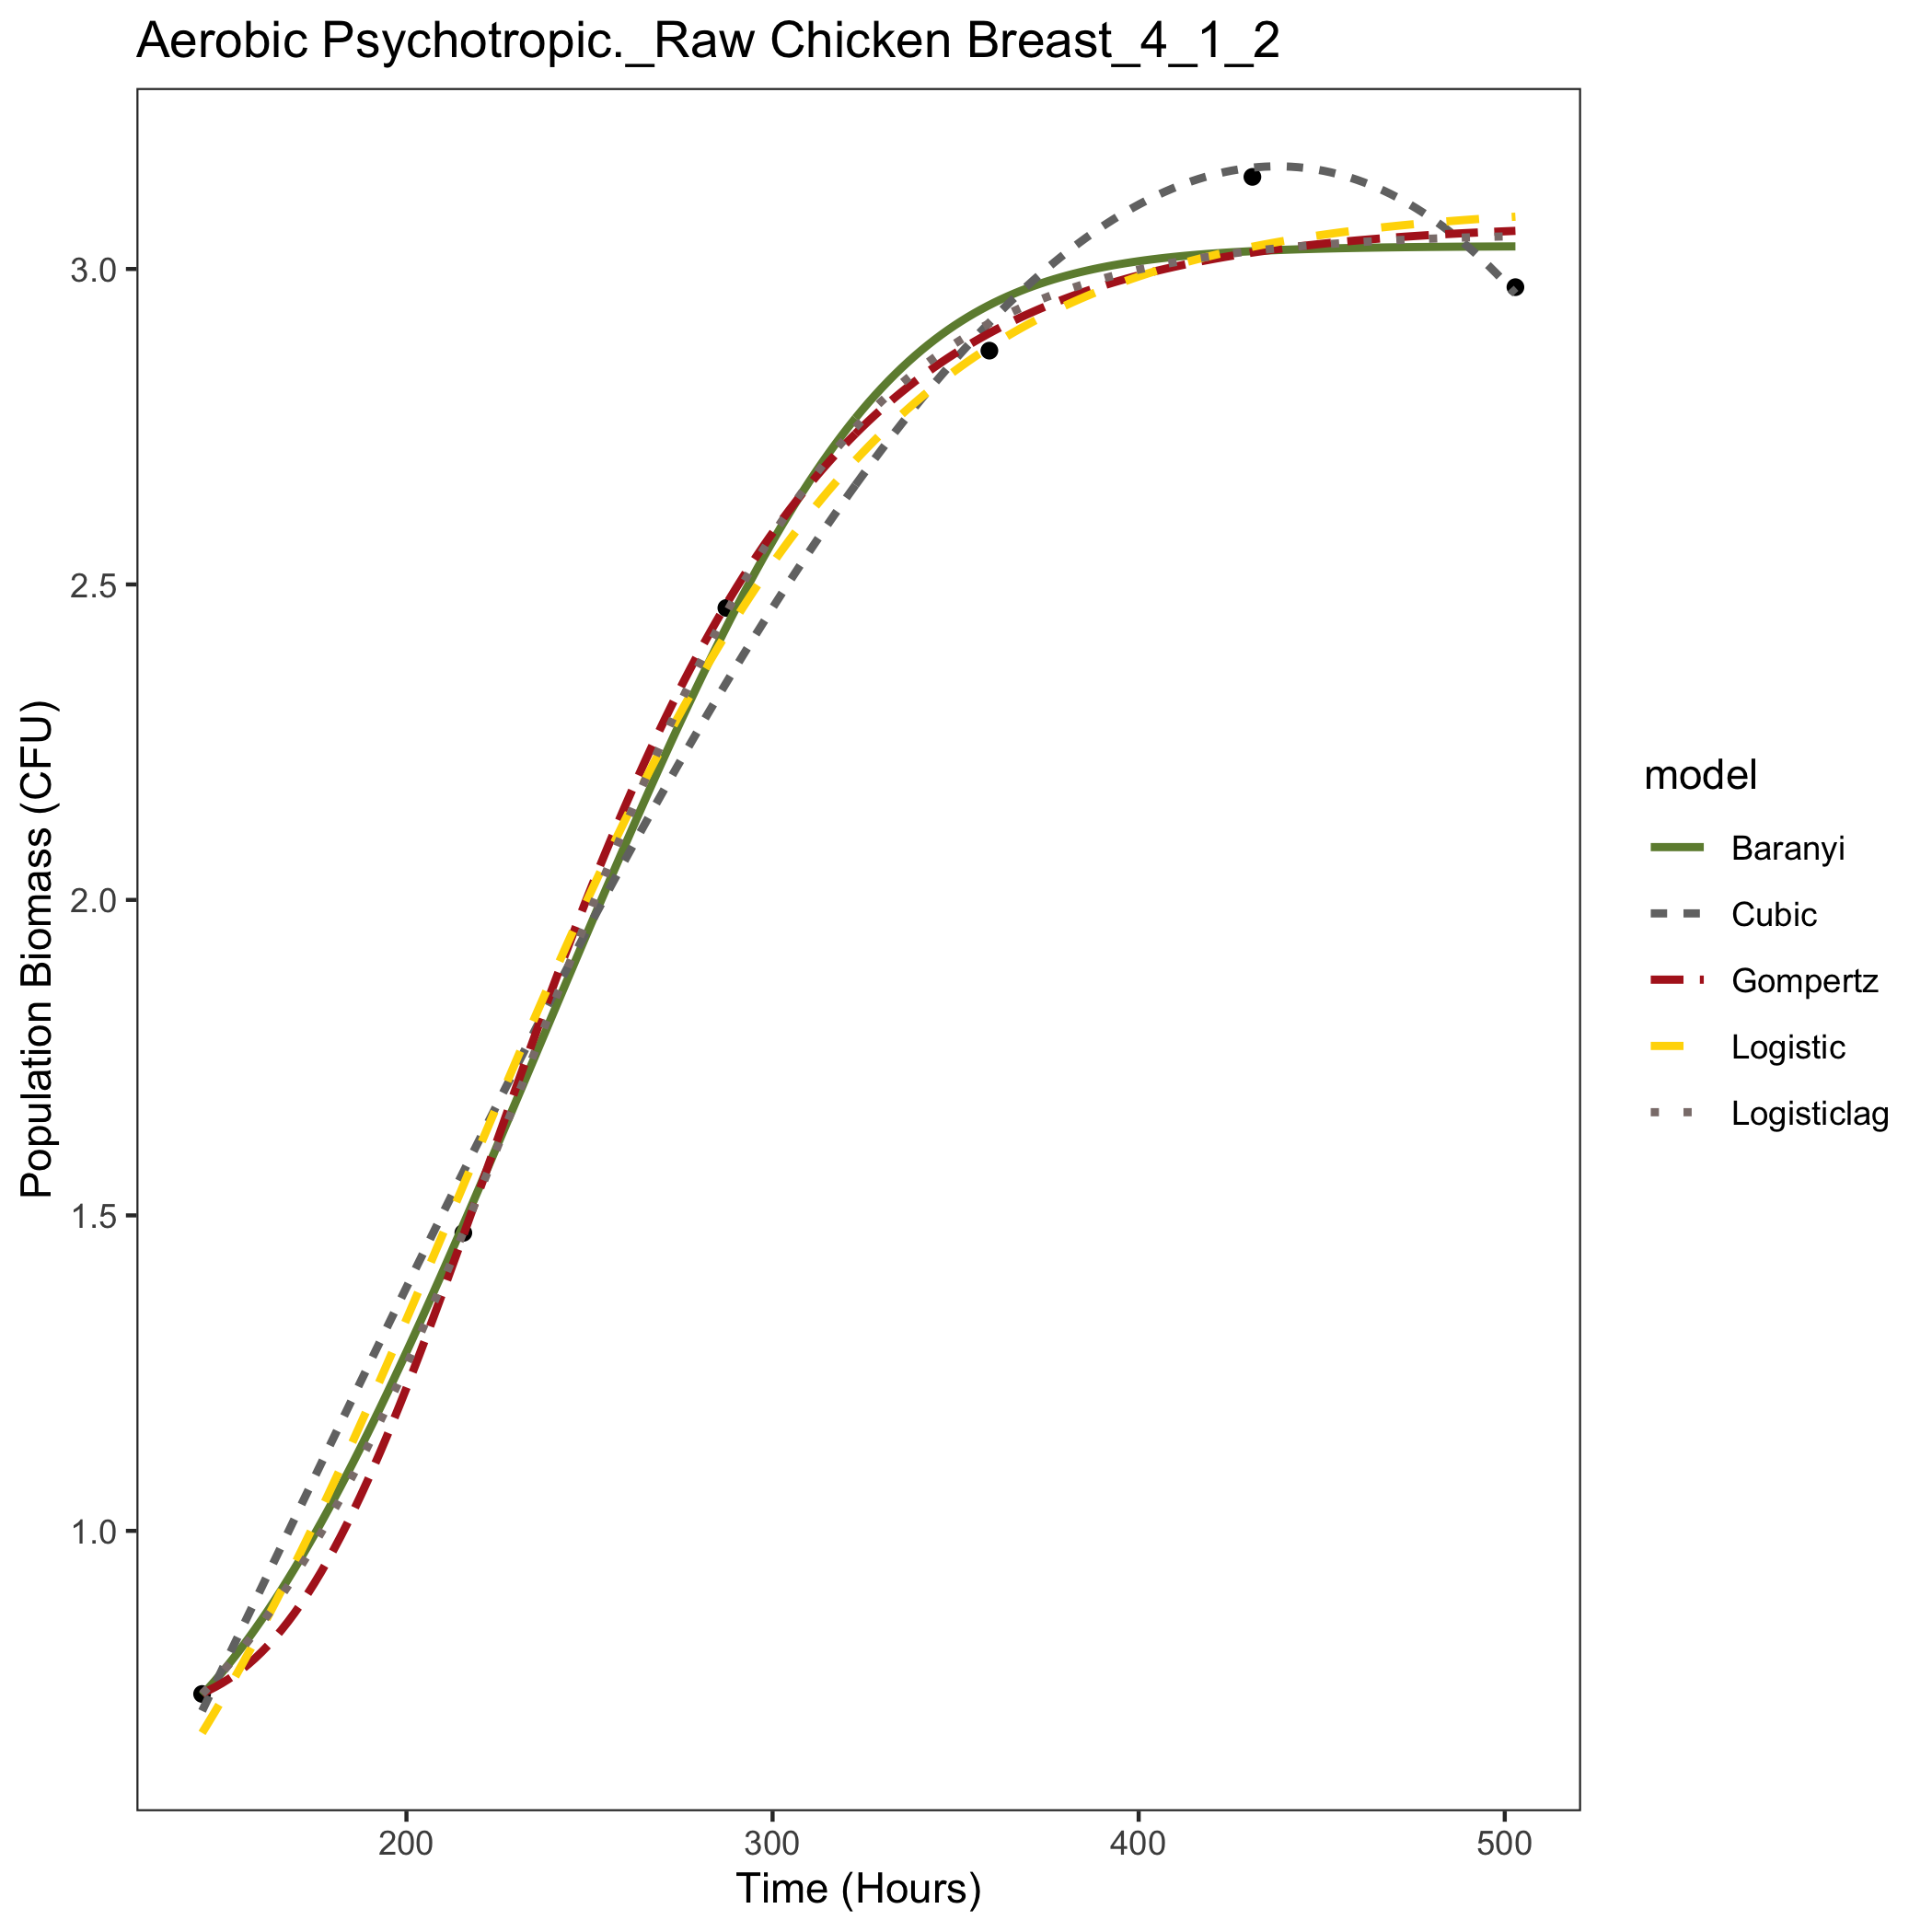 Aerobic Psychotropic._Raw Chicken Breast_4_1_2
Population Biomass (CFU)
3.0
2.5
2.0
1.5
1.0
200 300 400 500
Time (Hours)
model
Baranyi
Cubic
Gompertz
Logistic
Logisticlag